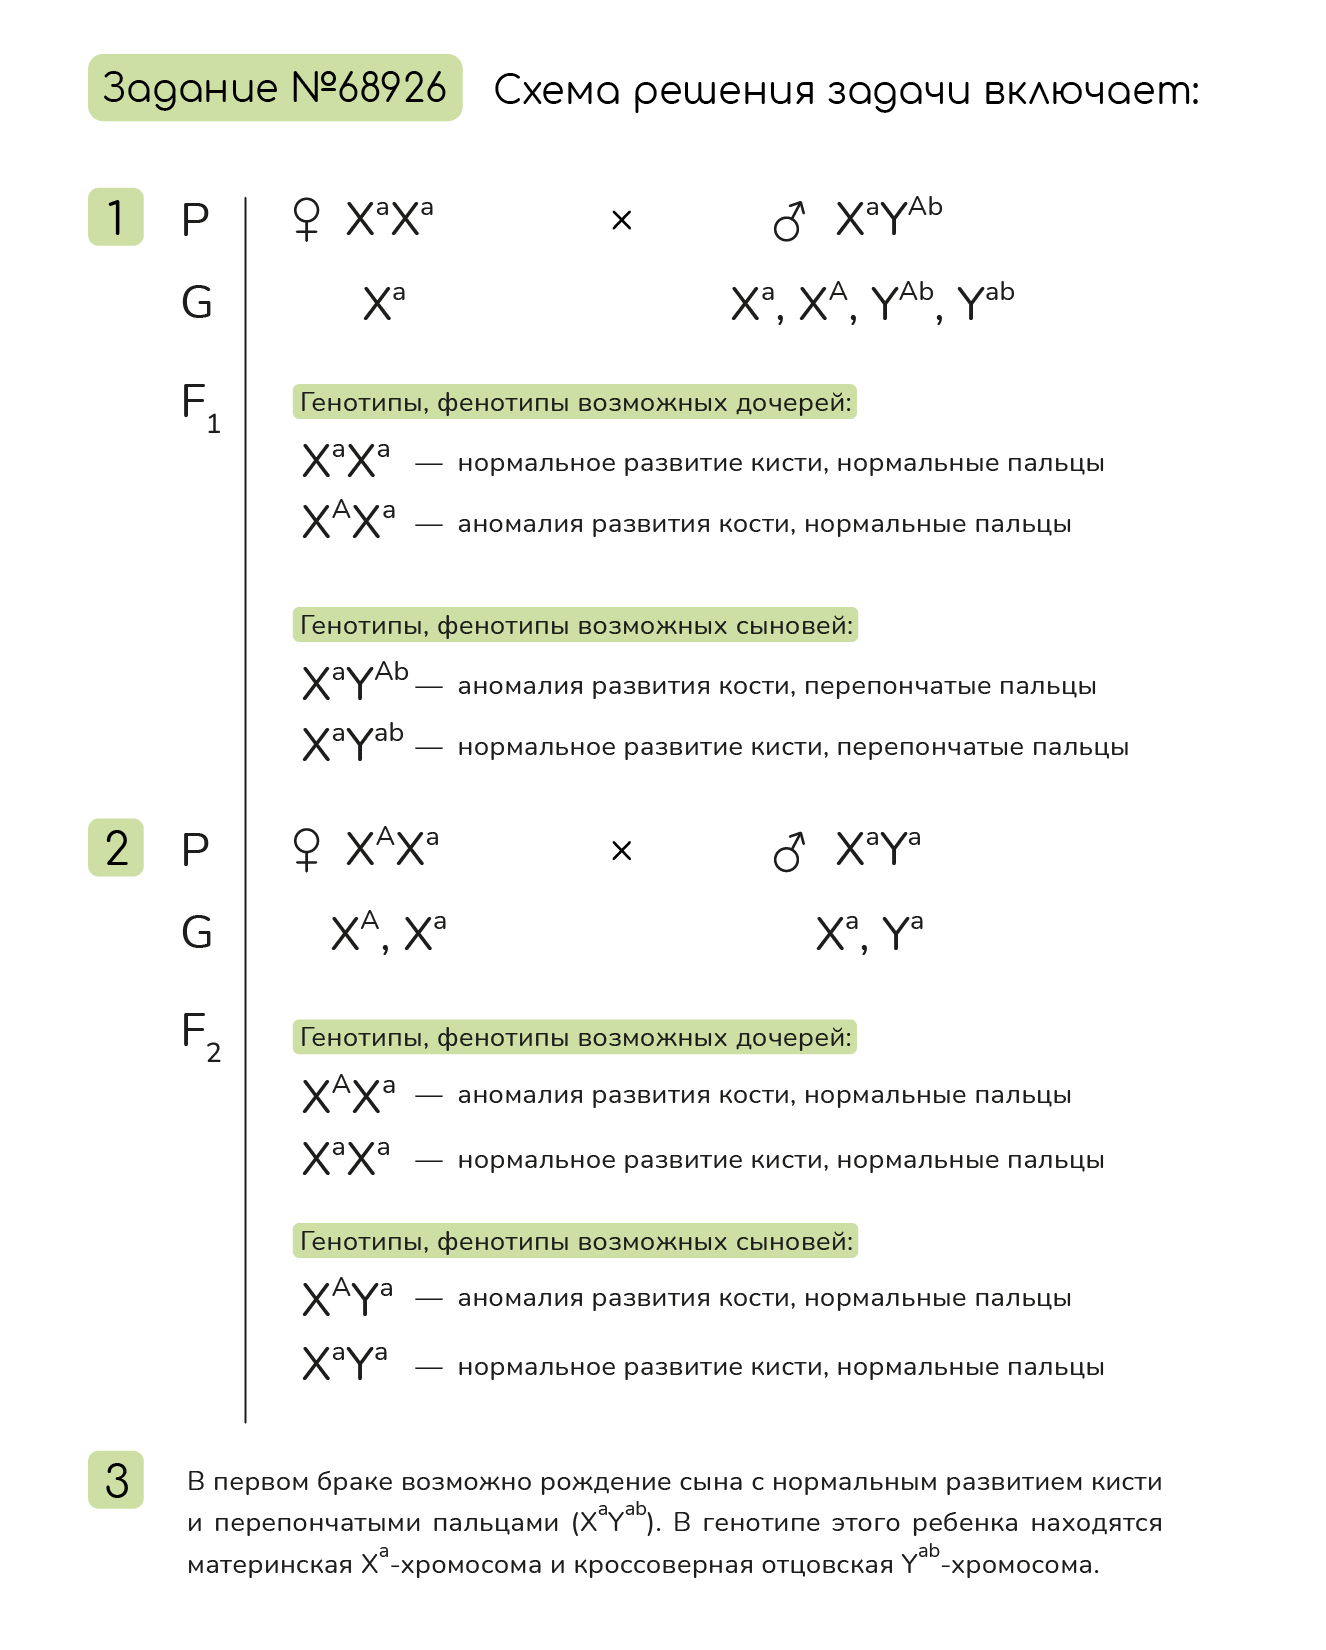 Задание №68926 Схема решения задачи включает:
1 P ♀ XᵃXᵃ × ♂ XᵃYᴬᵇ
G Xᵃ Xᵃ, Xᴬ, Yᴬᵇ, Yᵃᵇ
F₁ Генотипы, фенотипы возможных дочерей:
XᵃXᵃ — нормальное развитие кисти, нормальные пальцы
XᴬXᵃ — аномалия развития кости, нормальные пальцы
Генотипы, фенотипы возможных сыновей:
XᵃYᴬᵇ — аномалия развития кости, перепончатые пальцы
XᵃYᵃᵇ — нормальное развитие кисти, перепончатые пальцы
2 P ♀ XᴬXᵃ × ♂ XᵃYᵃ
G Xᴬ, Xᵃ Xᵃ, Yᵃ
F₂ Генотипы, фенотипы возможных дочерей:
XᴬXᵃ — аномалия развития кости, нормальные пальцы
XᵃXᵃ — нормальное развитие кисти, нормальные пальцы
Генотипы, фенотипы возможных сыновей:
XᴬYᵃ — аномалия развития кости, нормальные пальцы
XᵃYᵃ — нормальное развитие кисти, нормальные пальцы
3 В первом браке возможно рождение сына с нормальным развитием кисти
и перепончатыми пальцами (XᵃYᵃᵇ). В генотипе этого ребенка находятся
материнская Xᵃ-хромосома и кроссоверная отцовская Yᵃᵇ-хромосома.